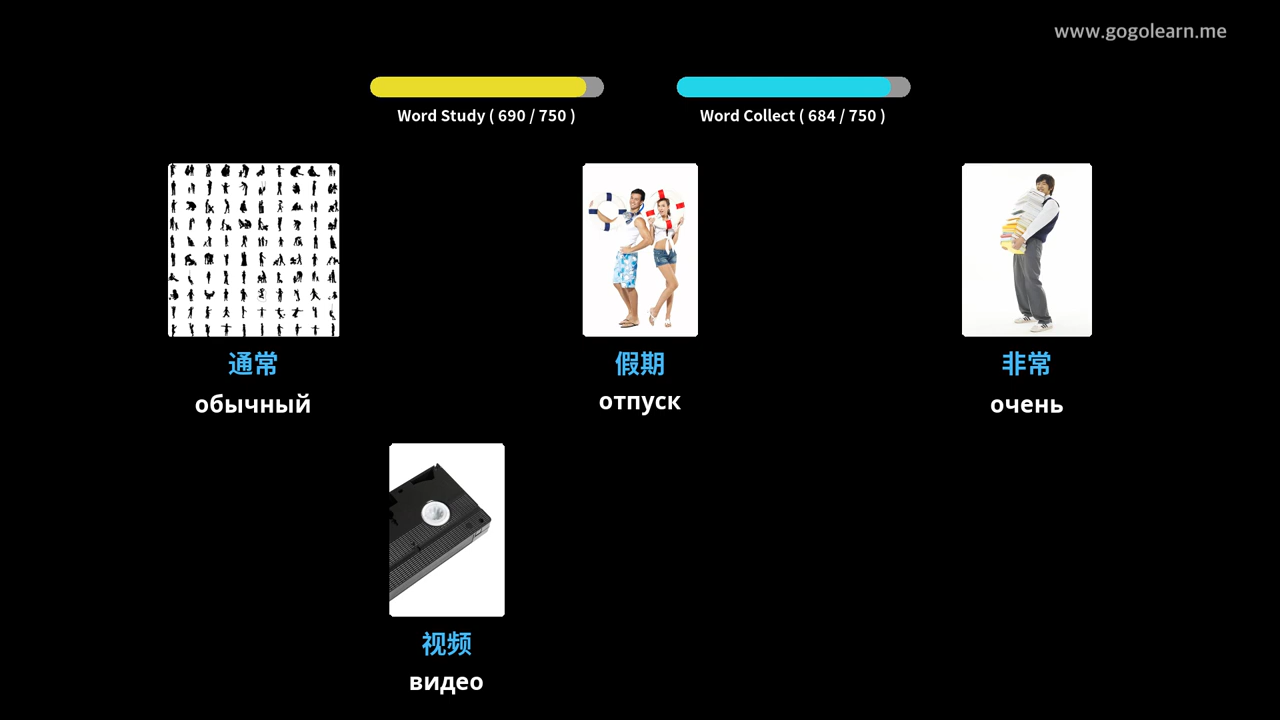 www.gogolearn.me
Word Study ( 690 / 750 )
Word Collect ( 684 / 750 )
通常
обычный
假期
отпуск
非常
очень
视频
видео